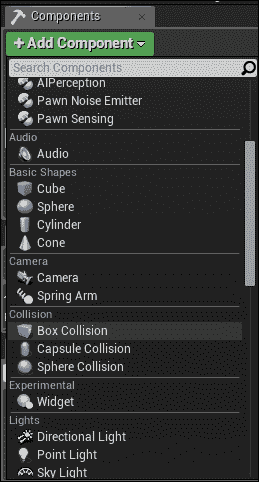 Components
+ Add Component
Search Components
AIPerception
Pawn Noise Emitter
Pawn Sensing
Audio
Audio
Basic Shapes
Cube
Sphere
Cylinder
Cone
Camera
Camera
Spring Arm
Collision
Box Collision
Capsule Collision
Sphere Collision
Experimental
Widget
Lights
Directional Light
Point Light
Sky Light